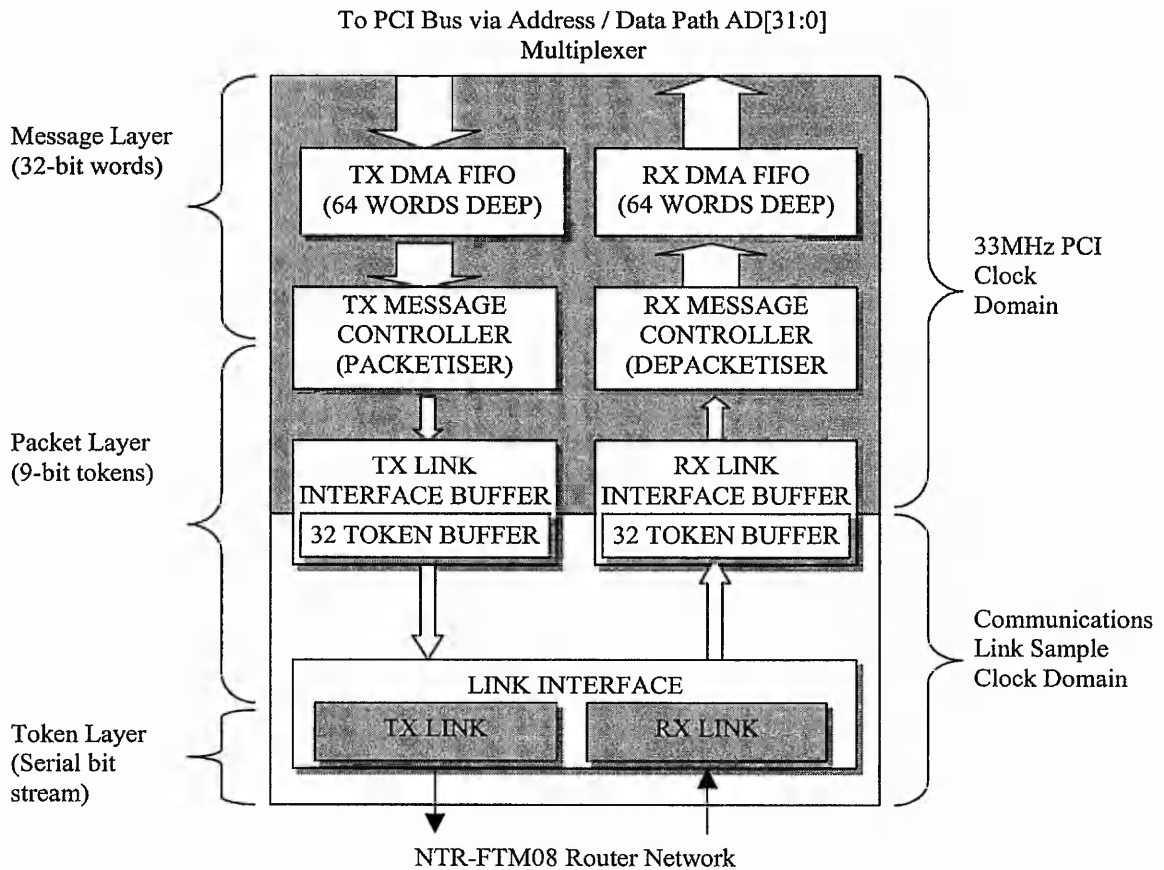 To PCI Bus via Address / Data Path AD[31:0]
Multiplexer
Message Layer
(32-bit words)
TX DMA FIFO
(64 WORDS DEEP)
RX DMA FIFO
(64 WORDS DEEP)
33MHz PCI
Clock
Domain
TX MESSAGE
CONTROLLER
(PACKETISER)
RX MESSAGE
CONTROLLER
(DEPACKETISER
Packet Layer
(9-bit tokens)
TX LINK
INTERFACE BUFFER
32 TOKEN BUFFER
RX LINK
INTERFACE BUFFER
32 TOKEN BUFFER
Communications
Link Sample
Clock Domain
LINK INTERFACE
TX LINK
RX LINK
Token Layer
(Serial bit
stream)
NTR-FTM08 Router Network